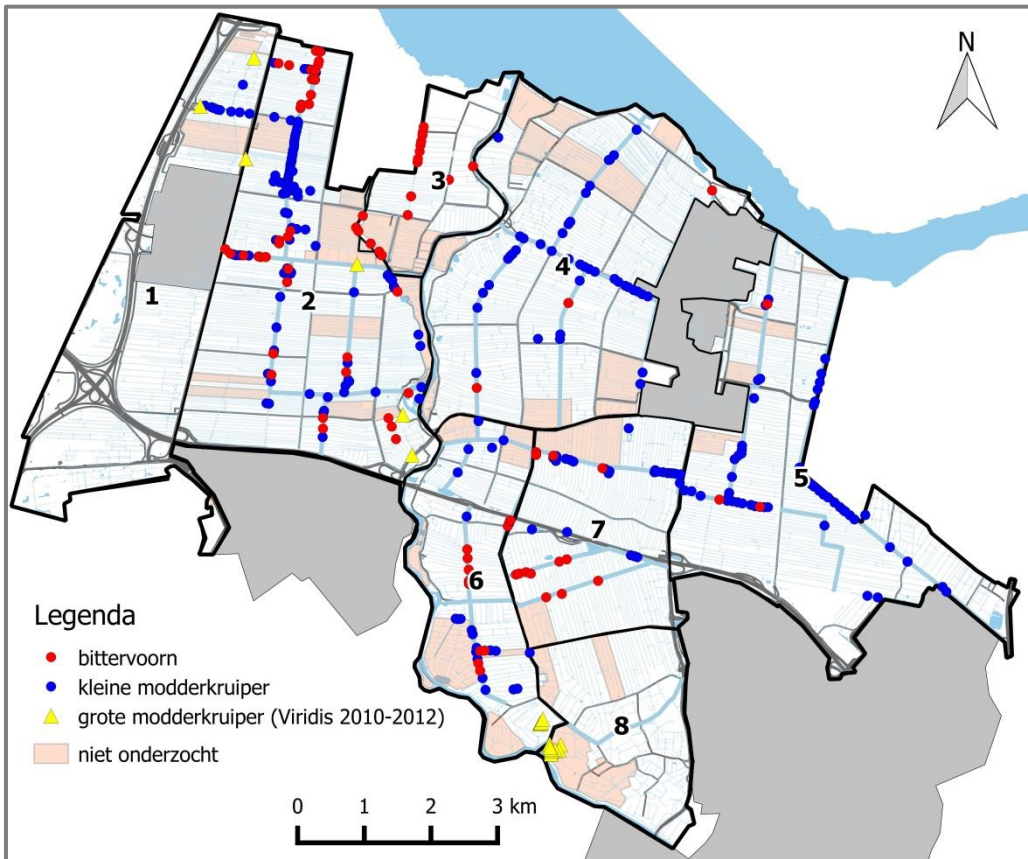 N
3
4
1
2
5
7
6
8
Legenda
bittervoorn
kleine modderkruiper
grote modderkruiper (Viridis 2010-2012)
niet onderzocht
0 1 2 3 km